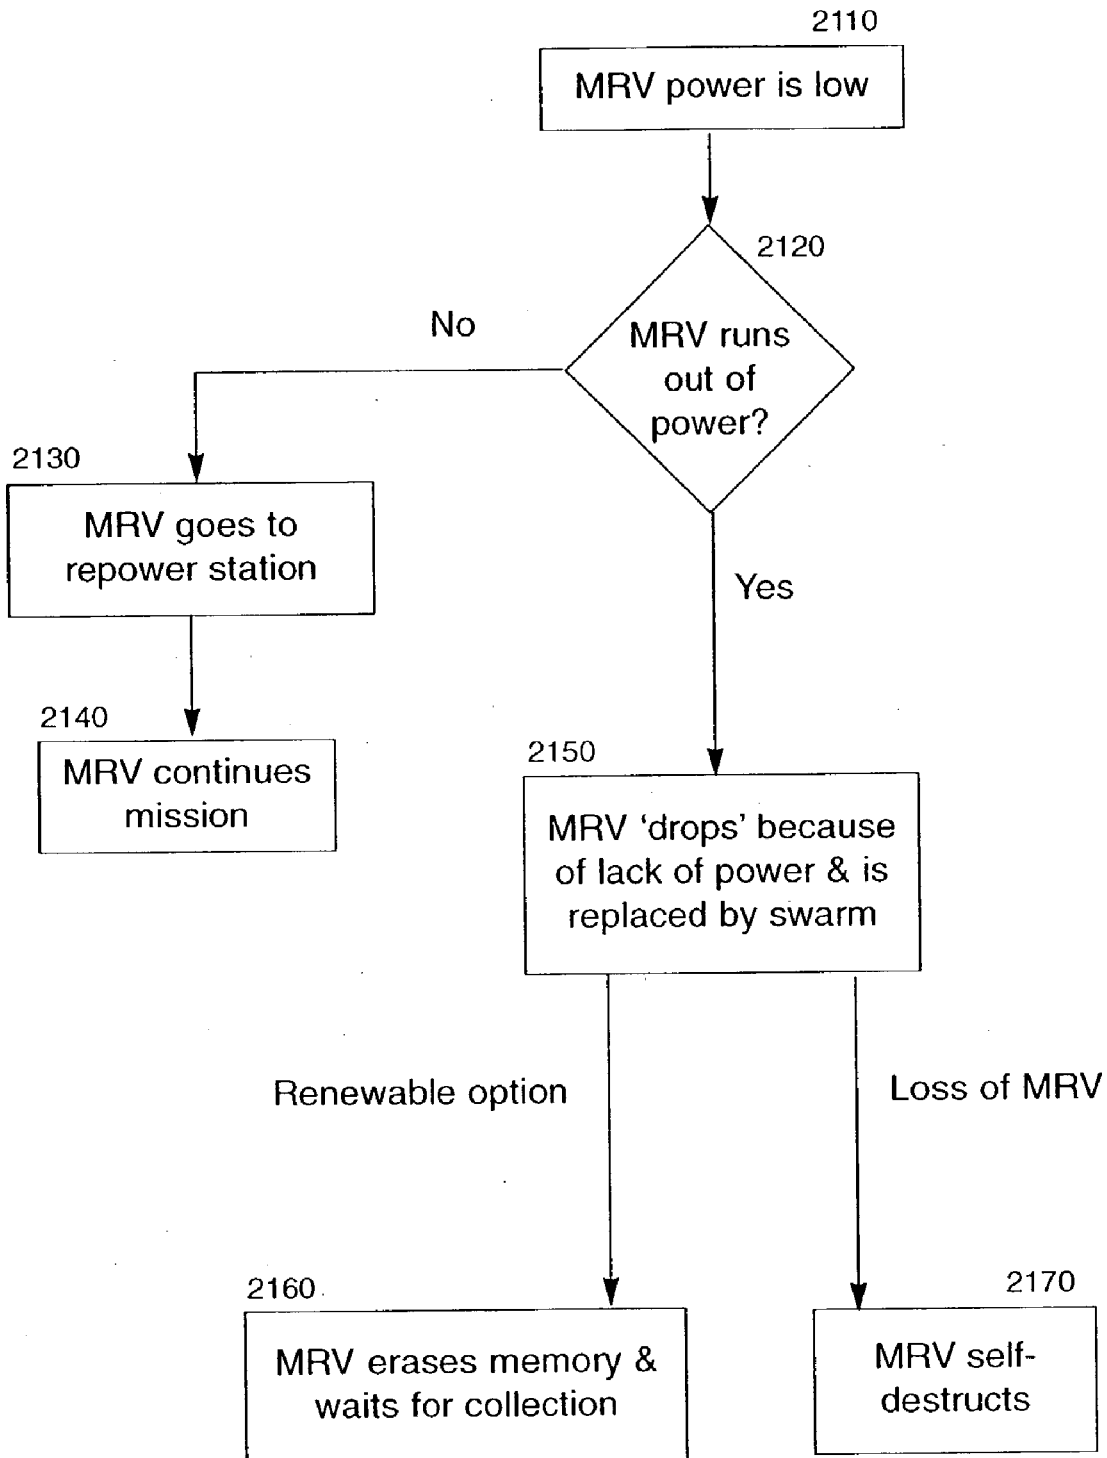 2110
MRV power is low
2120
MRV runs
out of
power?
No
2130
MRV goes to
repower station
Yes
2140
MRV continues
mission
2150
MRV ‘drops’ because
of lack of power & is
replaced by swarm
Renewable option
Loss of MRV
2160
MRV erases memory &
waits for collection
2170
MRV self-
destructs